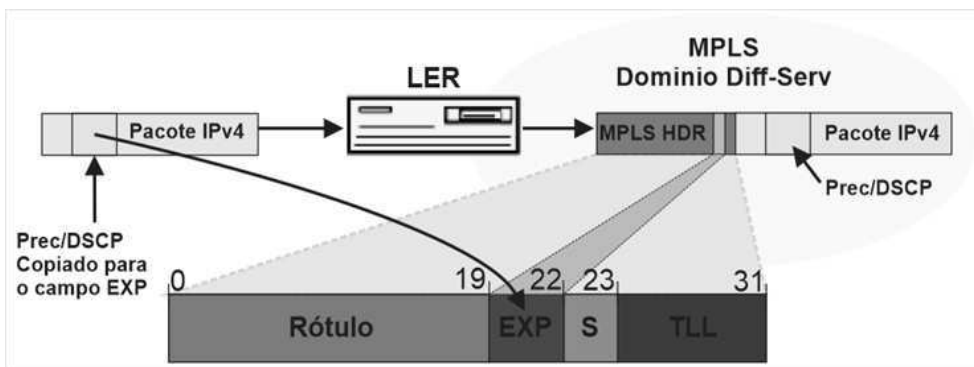 MPLS
Dominio Diff-Serv
LER
Pacote IPv4
MPLS HDR
Pacote IPv4
Prec/DSCP
Prec/DSCP
Copiado para
o campo EXP
0 19 22 23 31
Rótulo EXP S TLL